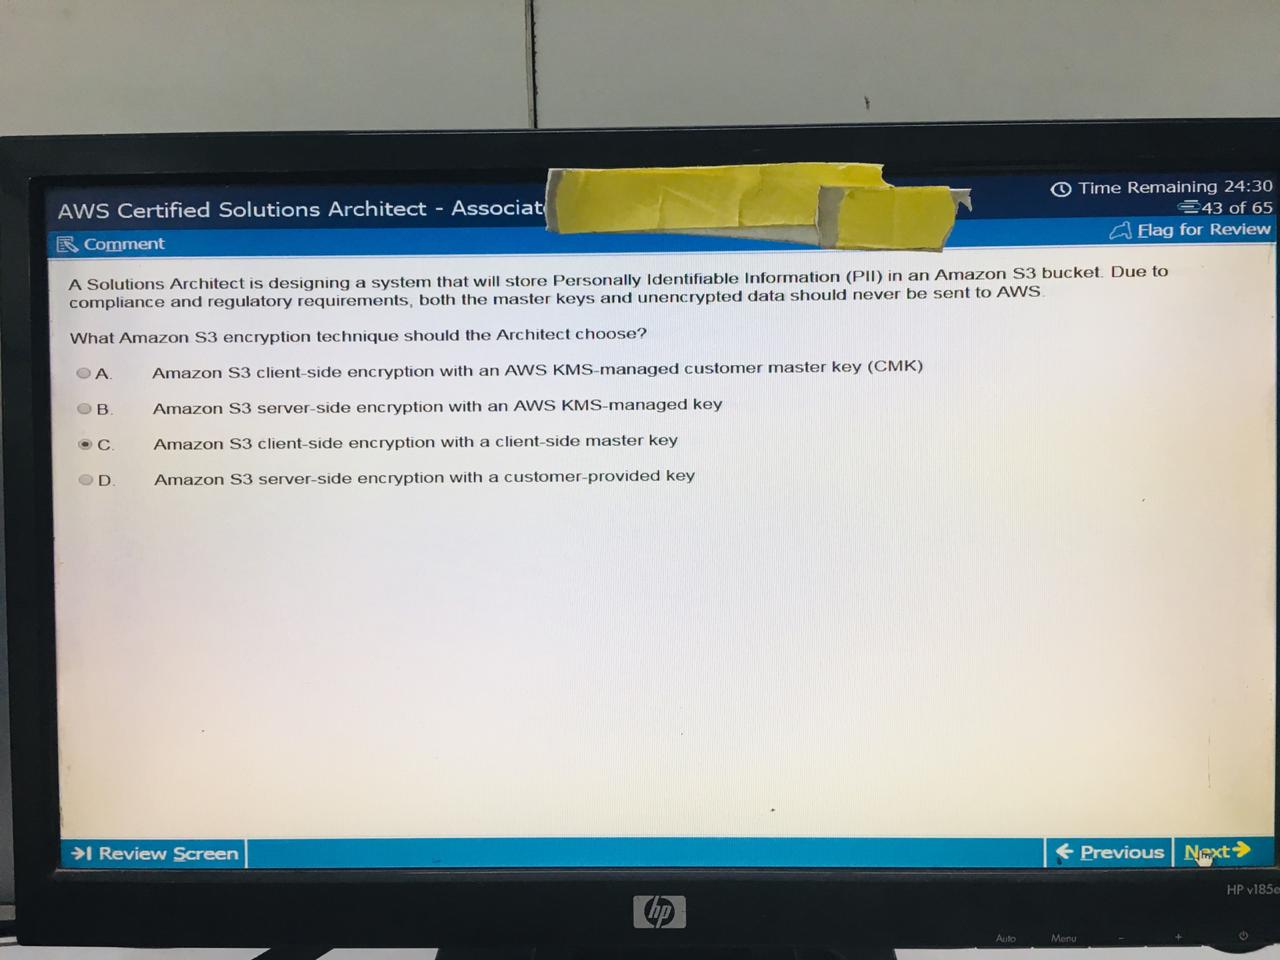 AWS Certified Solutions Architect - Associat
Time Remaining 24:30
43 of 65
Comment
Flag for Review
A Solutions Architect is designing a system that will store Personally Identifiable Information (PII) in an Amazon S3 bucket. Due to
compliance and regulatory requirements, both the master keys and unencrypted data should never be sent to AWS.
What Amazon S3 encryption technique should the Architect choose?
A. Amazon S3 client-side encryption with an AWS KMS-managed customer master key (CMK)
B. Amazon S3 server-side encryption with an AWS KMS-managed key
C. Amazon S3 client-side encryption with a client-side master key
D. Amazon S3 server-side encryption with a customer-provided key
Review Screen
Previous
Next
HP v185e
hp
Auto Menu - +